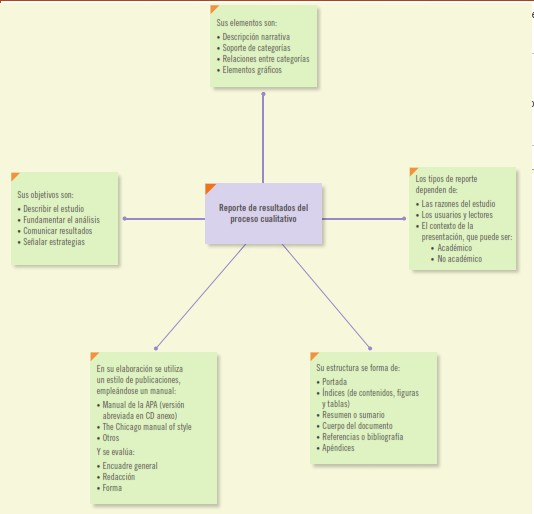 Sus elementos son:
• Descripción narrativa
• Soporte de categorías
• Relaciones entre categorías
• Elementos gráficos
Sus objetivos son:
• Describir el estudio
• Fundamentar el análisis
• Comunicar resultados
• Señalar estrategias
Reporte de resultados del
proceso cualitativo
Los tipos de reporte
dependen de:
• Las razones del estudio
• Los usuarios y lectores
• El contexto de la
presentación, que puede ser:
• Académico
• No académico
En su elaboración se utiliza
un estilo de publicaciones,
empleándose un manual:
• Manual de la APA (versión
abreviada en CD anexo)
• The Chicago manual of style
• Otros
Y se evalúa:
• Encuadre general
• Redacción
• Forma
Su estructura se forma de:
• Portada
• Índices (de contenidos, figuras
y tablas)
• Resumen o sumario
• Cuerpo del documento
• Referencias o bibliografía
• Apéndices